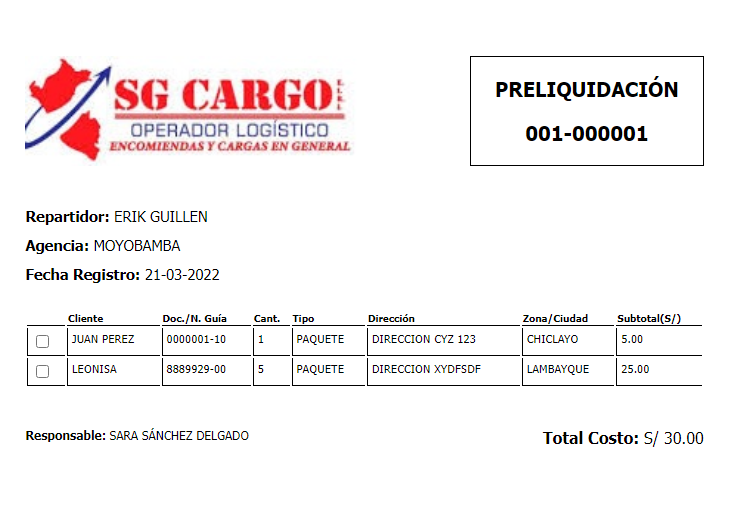 SG CARGO E.I.R.L
OPERADOR LOGÍSTICO
ENCOMIENDAS Y CARGAS EN GENERAL
PRELIQUIDACIÓN
001-000001
Repartidor: ERIK GUILLEN
Agencia: MOYOBAMBA
Fecha Registro: 21-03-2022
Cliente Doc./N. Guía Cant. Tipo Dirección Zona/Ciudad Subtotal(S/)
JUAN PEREZ 0000001-10 1 PAQUETE DIRECCION CYZ 123 CHICLAYO 5.00
LEONISA 8889929-00 5 PAQUETE DIRECCION XYDFSDF LAMBAYQUE 25.00
Responsable: SARA SÁNCHEZ DELGADO
Total Costo: S/ 30.00